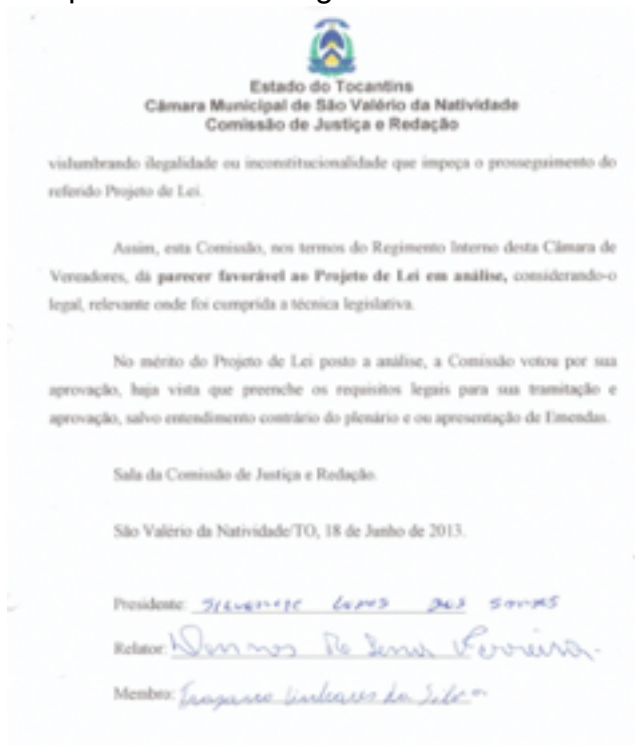 Estado do Tocantins
Câmara Municipal de São Valério da Natividade
Comissão de Justiça e Redação
vislumbrando ilegalidade ou inconstitucionalidade que impeça o prosseguimento do
referido Projeto de Lei.
Assim, esta Comissão, nos termos do Regimento Interno desta Câmara de
Vereadores, dá parecer favorável ao Projeto de Lei em análise, considerando-o
legal, relevante onde foi cumprida a técnica legislativa.
No mérito do Projeto de Lei posto a análise, a Comissão votou por sua
aprovação, haja vista que preenche os requisitos legais para sua tramitação e
aprovação, salvo entendimento contrário do plenário e ou apresentação de Emendas.
Sala da Comissão de Justiça e Redação.
São Valério da Natividade/TO, 18 de Junho de 2013.
Presidente: Lopes dos
Relator: Ferreira
Membro: da Silva